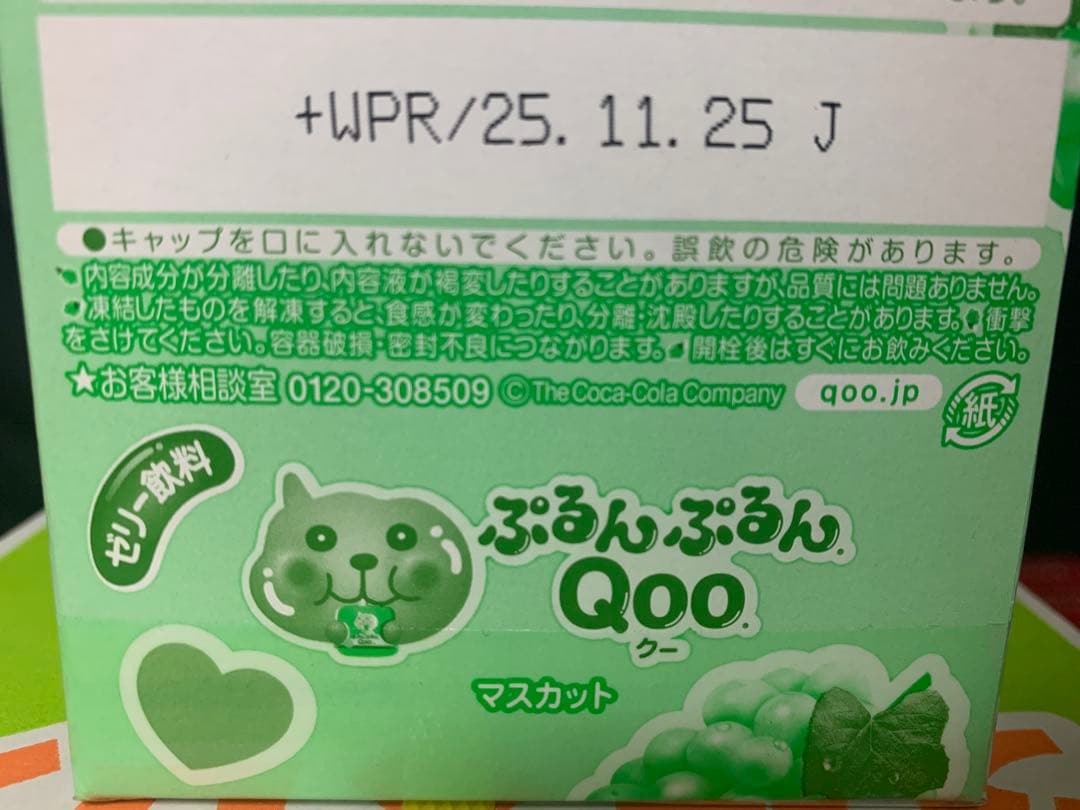 +WPR/25. 11. 25 J
●キャップを口に入れないでください。誤飲の危険があります。
内容成分が分離したり、内容液が褐変したりすることがありますが、品質には問題ありません。
凍結したものを解凍すると、食感が変わったり、分離・沈殿したりすることがあります。衝撃
をさけてください。容器破損・密封不良につながります。開栓後はすぐにお飲みください。
★お客様相談室 0120-308509 ©The Coca-Cola Company qoo.jp
紙
ゼリー飲料
ぷるんぷるん
Qoo
クー
マスカット